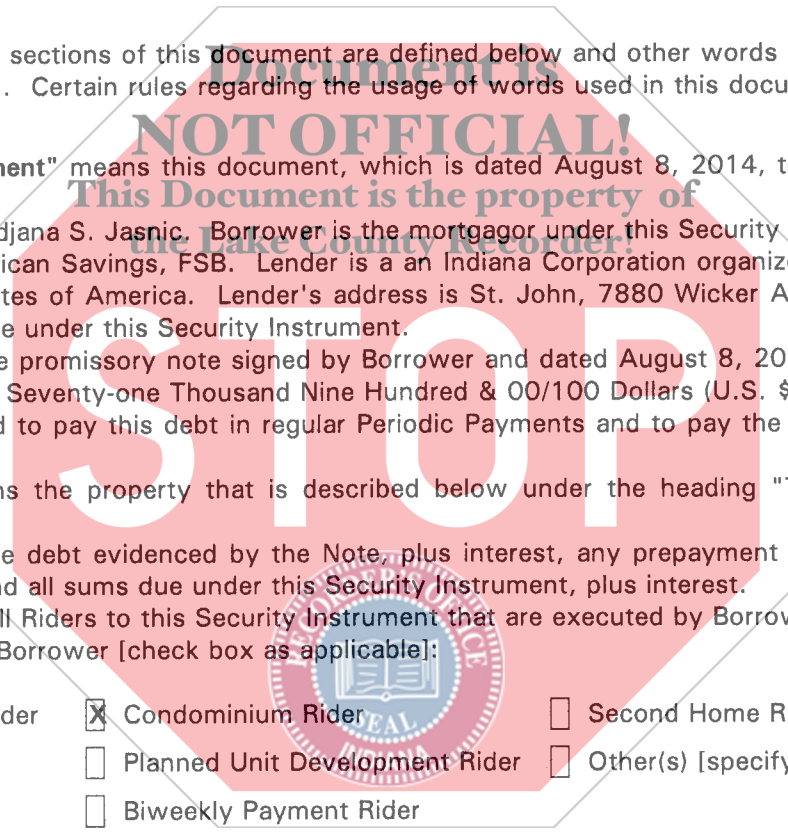 sections of this document are defined below and other words
. Certain rules regarding the usage of words used in this docu
Document is
NOT OFFICIAL!
This Document is the property of
the Lake County Recorder!
ment" means this document, which is dated August 8, 2014, t
djana S. Jasnic. Borrower is the mortgagor under this Security
ican Savings, FSB. Lender is a an Indiana Corporation organize
tes of America. Lender's address is St. John, 7880 Wicker A
e under this Security Instrument.
e promissory note signed by Borrower and dated August 8, 20
Seventy-one Thousand Nine Hundred & 00/100 Dollars (U.S. $
d to pay this debt in regular Periodic Payments and to pay the
STOP
ns the property that is described below under the heading "T
e debt evidenced by the Note, plus interest, any prepayment
nd all sums due under this Security Instrument, plus interest.
ll Riders to this Security Instrument that are executed by Borrow
Borrower [check box as applicable]:
der X Condominium Rider Second Home R
Planned Unit Development Rider Other(s) [specify
Biweekly Payment Rider
RECORDER'S OFFICE
SEAL
INDIANA